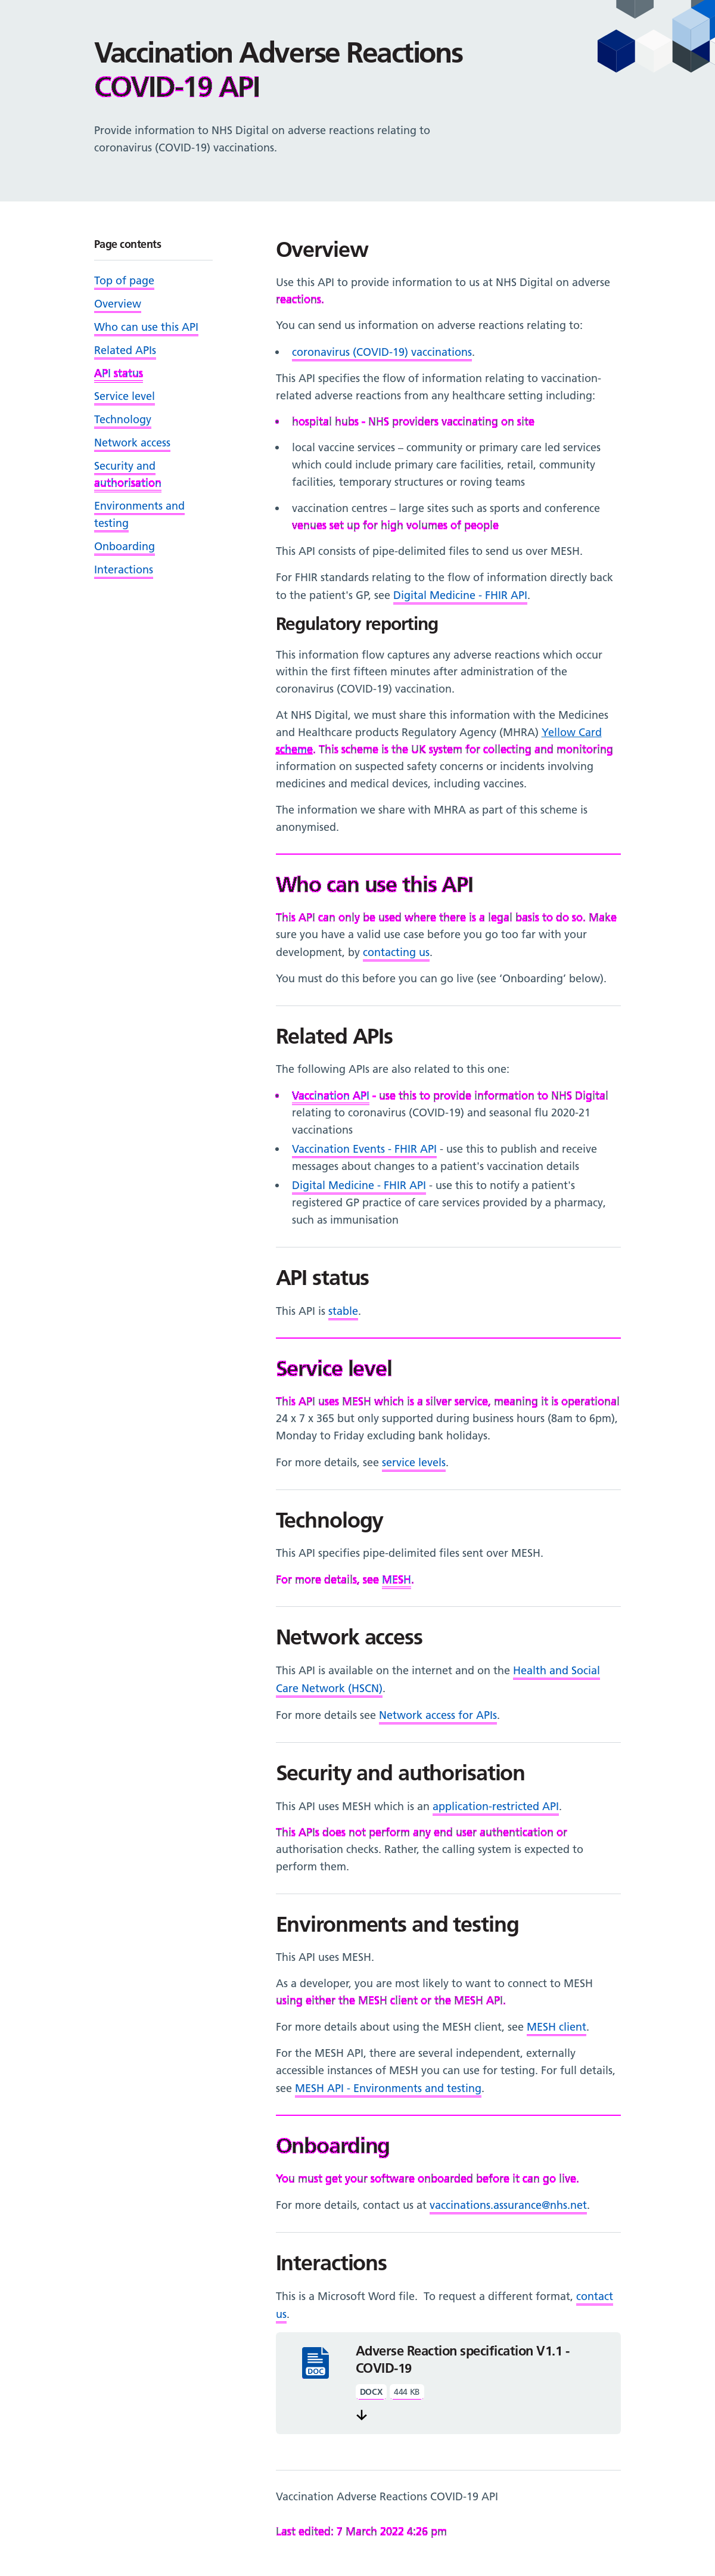 Vaccination Adverse Reactions
COVID-19 API
Provide information to NHS Digital on adverse reactions relating to
coronavirus (COVID-19) vaccinations.
Page contents
Top of page
Overview
Who can use this API
Related APIs
API status
Service level
Technology
Network access
Security and
authorisation
Environments and
testing
Onboarding
Interactions
Overview
Use this API to provide information to us at NHS Digital on adverse
reactions.
You can send us information on adverse reactions relating to:
• coronavirus (COVID-19) vaccinations.
This API specifies the flow of information relating to vaccination-
related adverse reactions from any healthcare setting including:
• hospital hubs - NHS providers vaccinating on site
• local vaccine services – community or primary care led services
which could include primary care facilities, retail, community
facilities, temporary structures or roving teams
• vaccination centres – large sites such as sports and conference
venues set up for high volumes of people
This API consists of pipe-delimited files to send us over MESH.
For FHIR standards relating to the flow of information directly back
to the patient's GP, see Digital Medicine - FHIR API.
Regulatory reporting
This information flow captures any adverse reactions which occur
within the first fifteen minutes after administration of the
coronavirus (COVID-19) vaccination.
At NHS Digital, we must share this information with the Medicines
and Healthcare products Regulatory Agency (MHRA) Yellow Card
scheme. This scheme is the UK system for collecting and monitoring
information on suspected safety concerns or incidents involving
medicines and medical devices, including vaccines.
The information we share with MHRA as part of this scheme is
anonymised.
Who can use this API
This API can only be used where there is a legal basis to do so. Make
sure you have a valid use case before you go too far with your
development, by contacting us.
You must do this before you can go live (see ‘Onboarding’ below).
Related APIs
The following APIs are also related to this one:
• Vaccination API - use this to provide information to NHS Digital
relating to coronavirus (COVID-19) and seasonal flu 2020-21
vaccinations
• Vaccination Events - FHIR API - use this to publish and receive
messages about changes to a patient's vaccination details
• Digital Medicine - FHIR API - use this to notify a patient's
registered GP practice of care services provided by a pharmacy,
such as immunisation
API status
This API is stable.
Service level
This API uses MESH which is a silver service, meaning it is operational
24 x 7 x 365 but only supported during business hours (8am to 6pm),
Monday to Friday excluding bank holidays.
For more details, see service levels.
Technology
This API specifies pipe-delimited files sent over MESH.
For more details, see MESH.
Network access
This API is available on the internet and on the Health and Social
Care Network (HSCN).
For more details see Network access for APIs.
Security and authorisation
This API uses MESH which is an application-restricted API.
This APIs does not perform any end user authentication or
authorisation checks. Rather, the calling system is expected to
perform them.
Environments and testing
This API uses MESH.
As a developer, you are most likely to want to connect to MESH
using either the MESH client or the MESH API.
For more details about using the MESH client, see MESH client.
For the MESH API, there are several independent, externally
accessible instances of MESH you can use for testing. For full details,
see MESH API - Environments and testing.
Onboarding
You must get your software onboarded before it can go live.
For more details, contact us at vaccinations.assurance@nhs.net.
Interactions
This is a Microsoft Word file.  To request a different format, contact
us.
DOC
Adverse Reaction specification V1.1 -
COVID-19
DOCX 444 KB
Vaccination Adverse Reactions COVID-19 API
Last edited: 7 March 2022 4:26 pm